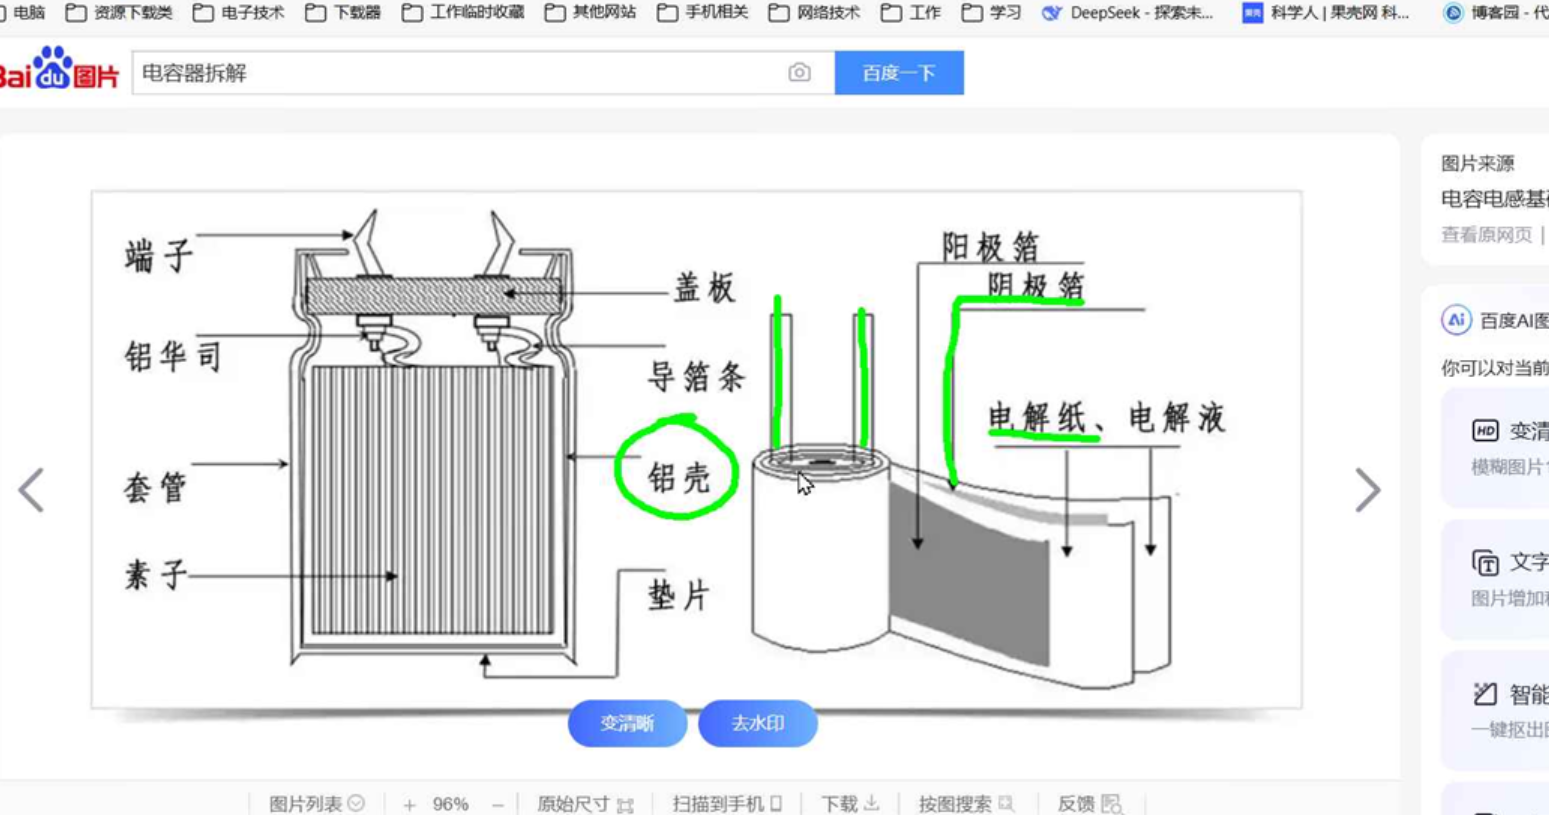 电脑 资源下载类 电子技术 下载器 工作临时收藏 其他网站 手机相关 网络技术 工作 学习 DeepSeek - 探索未... 科学人 | 果壳网 科... 博客园 - 代
Bai du 图片 电容器拆解 百度一下
图片来源
电容电感基础
查看原网页 |
端子
盖板
铝华司
导箔条
铝壳
套管
素子
垫片
阳极箔
阴极箔
电解纸、电解液
Ai 百度AI图
你可以对当前
HD 变清
模糊图片
T 文字
图片增加
智能
一键抠出
变清晰 去水印
图片列表 + 96% - 原始尺寸 扫描到手机 下载 按图搜索 反馈